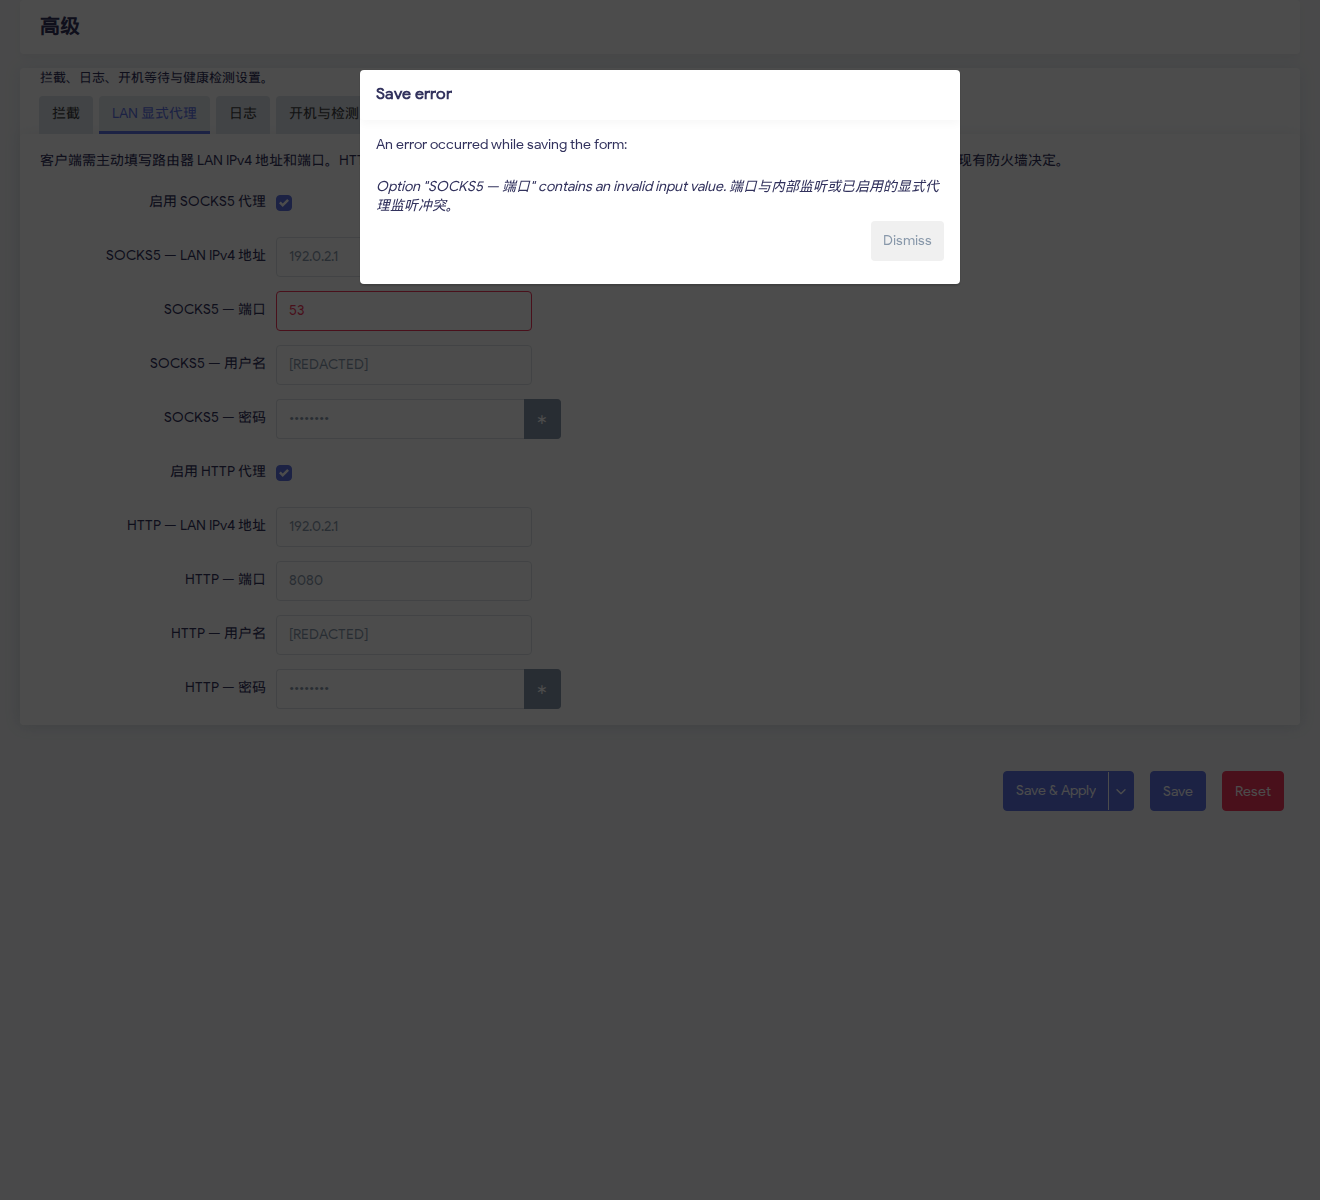 高级
拦截、日志、开机等待与健康检测设置。
拦截
LAN 显式代理
日志
开机与检测
客户端需主动填写路由器 LAN IPv4 地址和端口。HTT
现有防火墙决定。
Save error
An error occurred while saving the form:
Option "SOCKS5 — 端口" contains an invalid input value. 端口与内部监听或已启用的显式代
理监听冲突。
Dismiss
启用 SOCKS5 代理
SOCKS5 — LAN IPv4 地址
192.0.2.1
SOCKS5 — 端口
53
SOCKS5 — 用户名
[REDACTED]
SOCKS5 — 密码
••••••••
*
启用 HTTP 代理
HTTP — LAN IPv4 地址
192.0.2.1
HTTP — 端口
8080
HTTP — 用户名
[REDACTED]
HTTP — 密码
••••••••
*
Save & Apply
Save
Reset